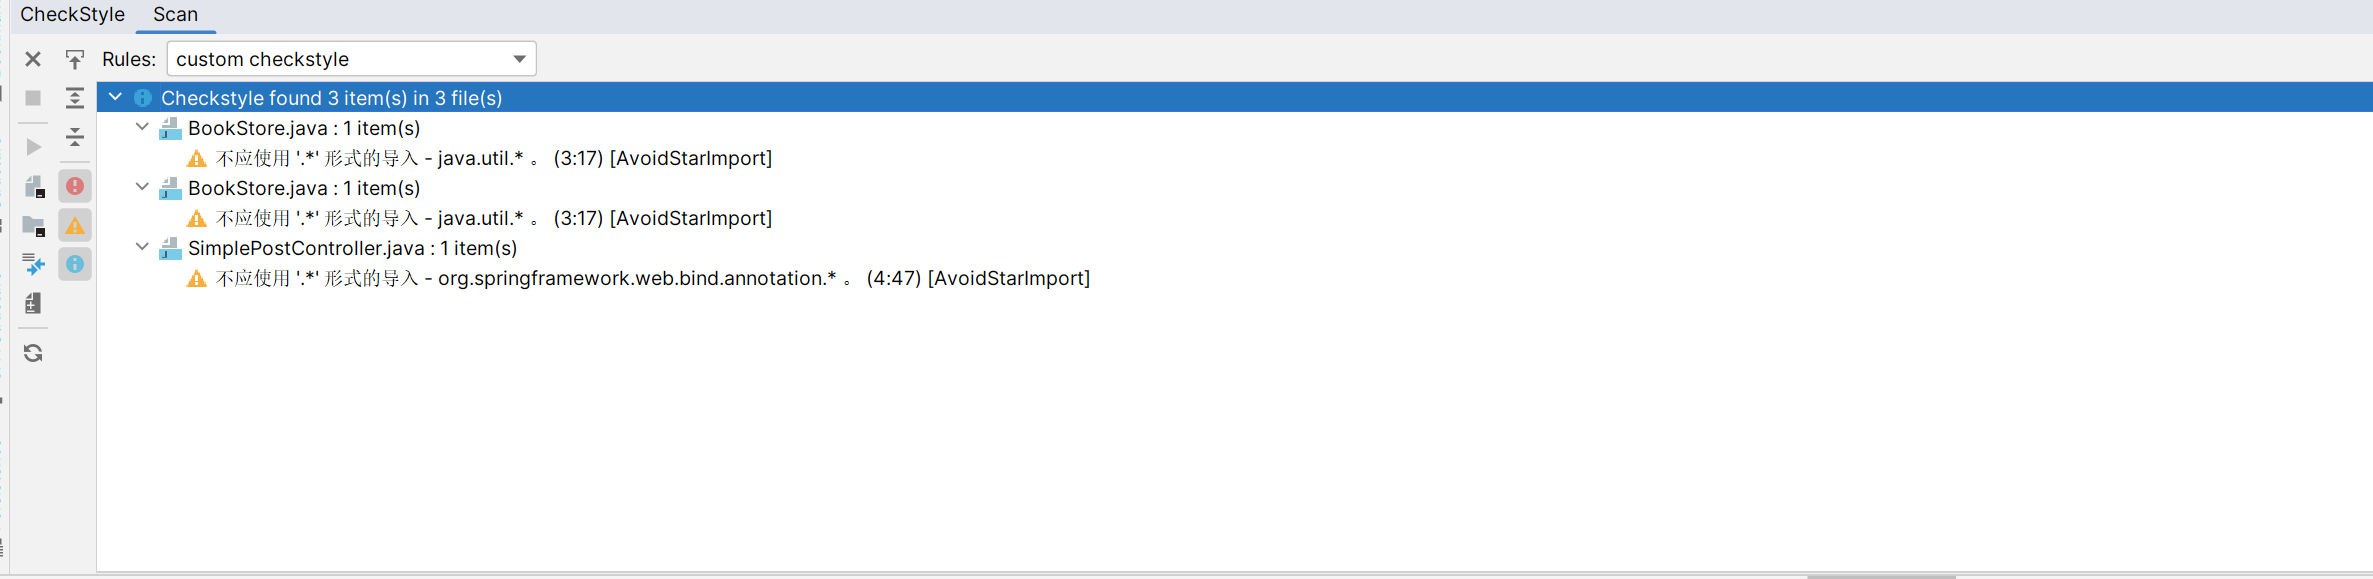 CheckStyle Scan
Rules: custom checkstyle
Checkstyle found 3 item(s) in 3 file(s)
BookStore.java : 1 item(s)
不应使用 '.*' 形式的导入 - java.util.* 。 (3:17) [AvoidStarImport]
BookStore.java : 1 item(s)
不应使用 '.*' 形式的导入 - java.util.* 。 (3:17) [AvoidStarImport]
SimplePostController.java : 1 item(s)
不应使用 '.*' 形式的导入 - org.springframework.web.bind.annotation.* 。 (4:47) [AvoidStarImport]